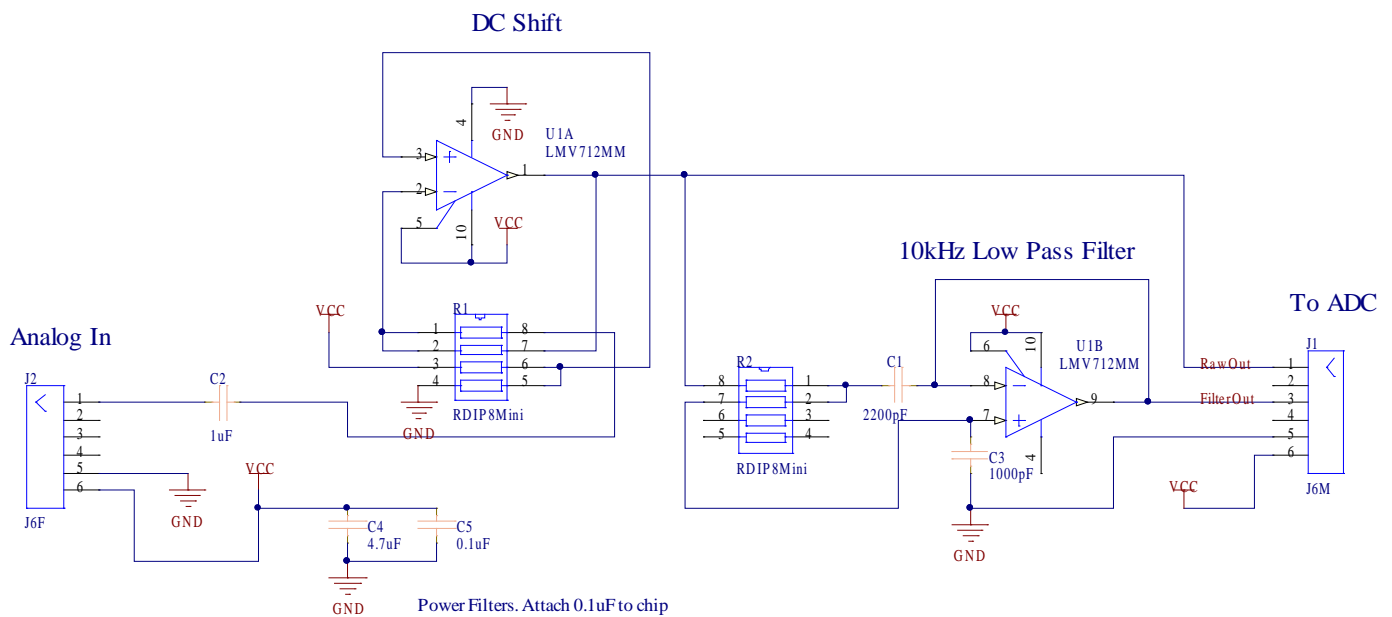 DC Shift
4
GND
U1A
LMV712MM
3
1
2
5
10
VCC
10kHz Low Pass Filter
To ADC
VCC
R1
1 8
2 7
3 6
4 5
RDIP8Mini
GND
Analog In
J2
1
2
3
4
5
6
J6F
C2
1uF
GND
VCC
C4
4.7uF
C5
0.1uF
GND
Power Filters. Attach 0.1uF to chip
R2
8 1
7 2
6 3
5 4
RDIP8Mini
C1
2200pF
VCC
6
10
U1B
LMV712MM
8
7
9
4
C3
1000pF
GND
J1
RawOut 1
2
FilterOut 3
4
5
6
J6M
VCC